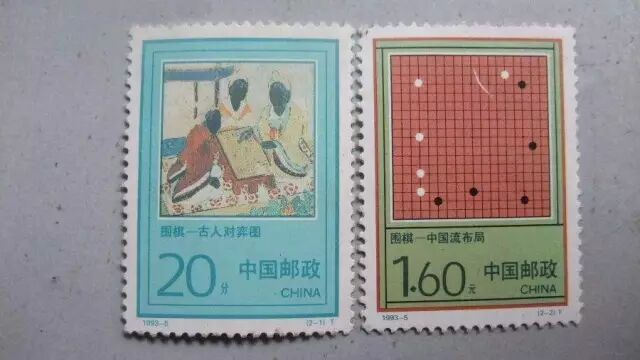 围棋—古人对弈图
20分 中国邮政
CHINA
1993-5 (2-1) T
围棋—中国流布局
1.60元 中国邮政
CHINA
1993-5 (2-2) T